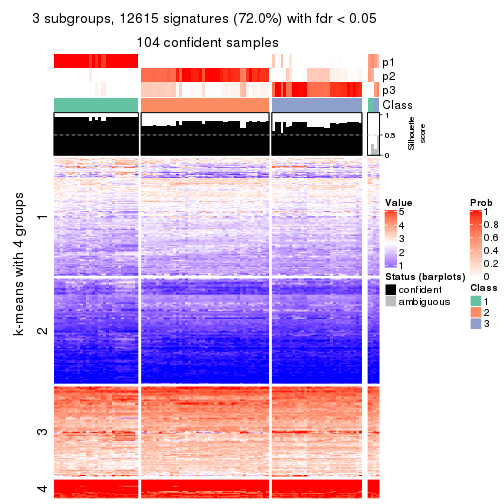 3 subgroups, 12615 signatures (72.0%) with fdr < 0.05
104 confident samples
p1
p2
p3
Class
1
0.5
0
Silhouette
score
k-means with 4 groups
1
2
3
4
Value
5
4
3
2
1
Status (barplots)
confident
ambiguous
Prob
1
0.8
0.6
0.4
0.2
0
Class
1
2
3